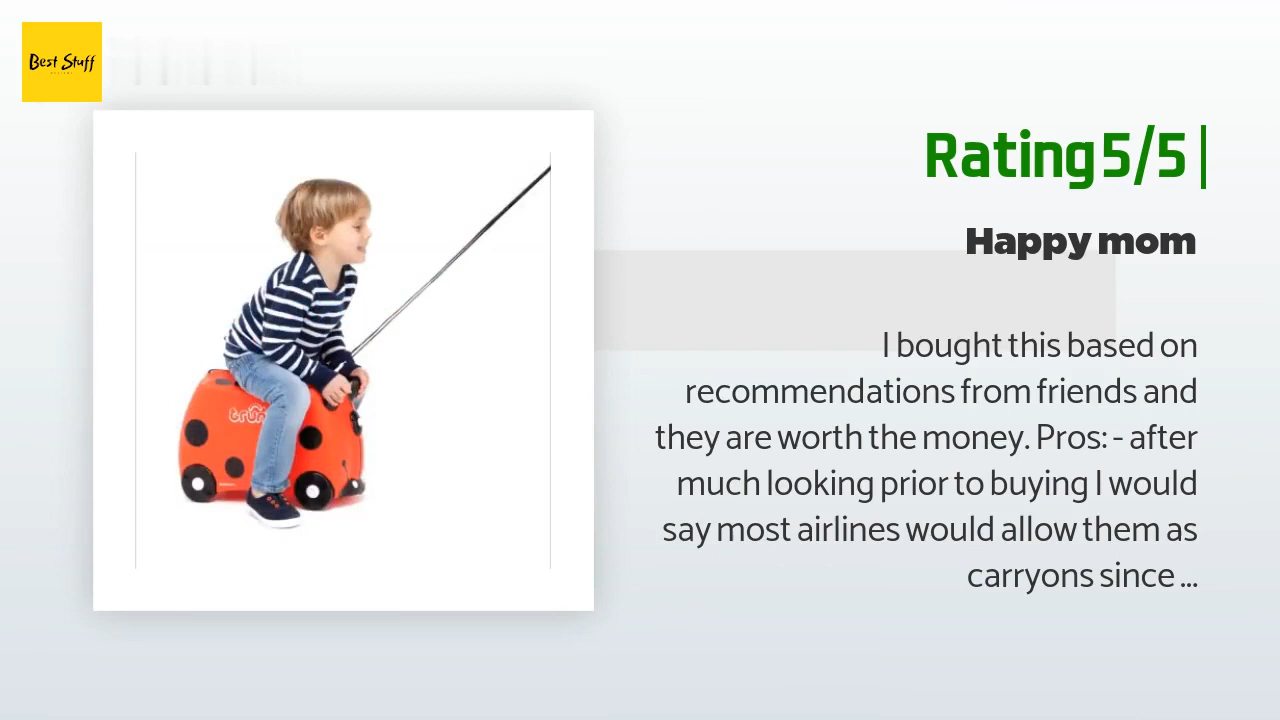 Best Stuff
Rating 5/5 |
Happy mom
I bought this based on
recommendations from friends and
they are worth the money. Pros: - after
much looking prior to buying I would
say most airlines would allow them as
carryons since ...